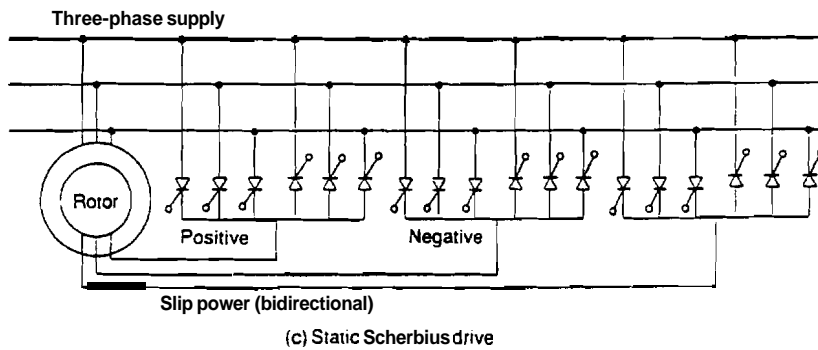 Three-phase supply
Rotor
Positive
Negative
Slip power (bidirectional)
(c) Static Scherbius drive